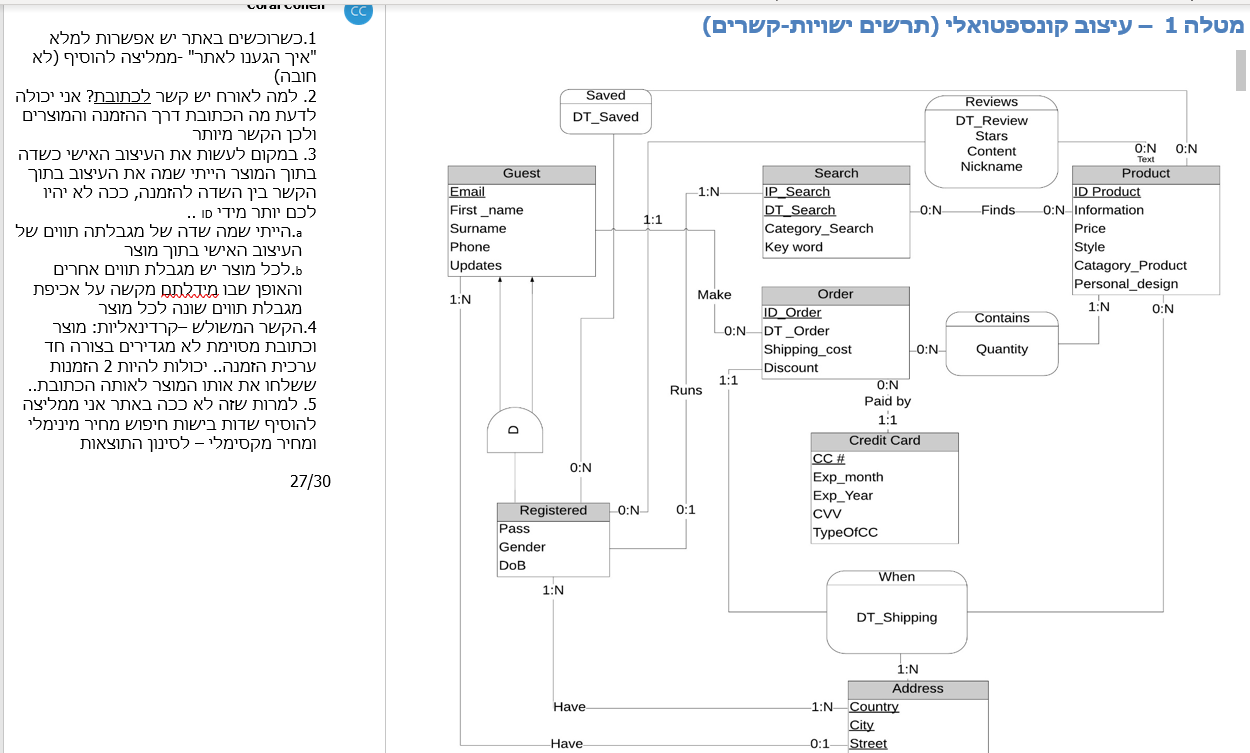 Coral Cohen
CC
1.כשרוכשים באתר יש אפשרות למלא
"איך הגענו לאתר" -ממליצה להוסיף (לא
חובה)
2. למה לאורח יש קשר לכתובת? אני יכולה
לדעת מה הכתובת דרך ההזמנה והמוצרים
ולכן הקשר מיותר
3. במקום לעשות את העיצוב האישי כשדה
בתוך המוצר הייתי שמה את העיצוב בתוך
הקשר בין השדה להזמנה, ככה לא יהיו
לכם יותר מידי ID ..
a.הייתי שמה שדה של מגבלתה תווים של
העיצוב האישי בתוך מוצר
b.לכל מוצר יש מגבלת תווים אחרים
והאופן שבו מידלתם מקשה על אכיפת
מגבלת תווים שונה לכל מוצר
4.הקשר המשולש –קרדינאליות: מוצר
וכתובת מסוימת לא מגדירים בצורה חד
ערכית הזמנה.. יכולות להיות 2 הזמנות
ששלחו את אותו המוצר לאותה הכתובת..
5. למרות שזה לא ככה באתר אני ממליצה
להוסיף שדות בישות חיפוש מחיר מינימלי
ומחיר מקסימלי – לסינון התוצאות
27/30
מטלה 1 – עיצוב קונספטואלי (תרשים ישויות-קשרים)
Saved
DT_Saved
Reviews
DT_Review
Stars
Content
Nickname
0:N
0:N
Text
Guest
Email
First _name
Surname
Phone
Updates
1:N
1:1
1:N
Search
IP_Search
DT_Search
Category_Search
Key word
0:N
Finds
0:N
Product
ID Product
Information
Price
Style
Catagory_Product
Personal_design
1:N
0:N
Make
0:N
Order
ID_Order
DT _Order
Shipping_cost
Discount
0:N
Contains
Quantity
1:1
Runs
0:N
Paid by
1:1
Credit Card
CC #
Exp_month
Exp_Year
CVV
TypeOfCC
D
0:N
Registered
Pass
Gender
DoB
0:N
0:1
1:N
When
DT_Shipping
1:N
Address
Country
City
Street
Have
1:N
Have
0:1